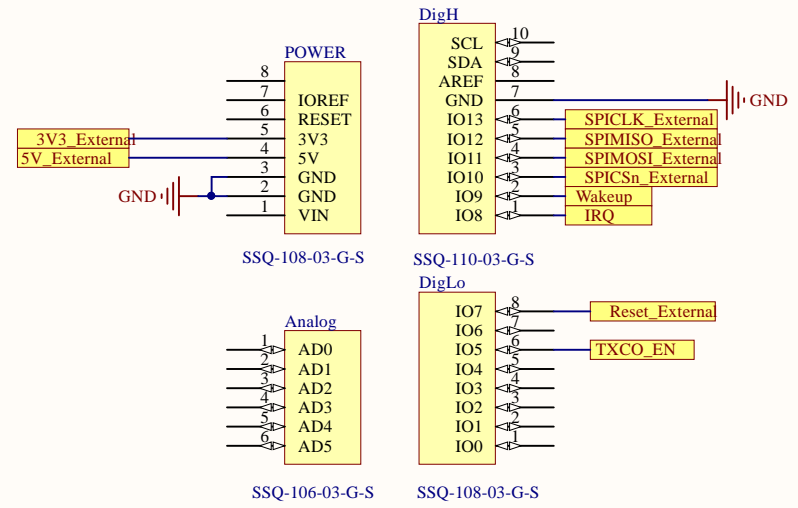 POWER
8
7 IOREF
6 RESET
3V3_External 5 3V3
5V_External 4 5V
3 GND
GND 2 GND
1 VIN
SSQ-108-03-G-S
DigH
SCL 10
SDA 9
AREF 8
GND 7 GND
IO13 6 SPICLK_External
IO12 5 SPIMISO_External
IO11 4 SPIMOSI_External
IO10 3 SPICSn_External
IO9 2 Wakeup
IO8 1 IRQ
SSQ-110-03-G-S
Analog
1 AD0
2 AD1
3 AD2
4 AD3
5 AD4
6 AD5
SSQ-106-03-G-S
DigLo
IO7 8 Reset_External
IO6 7
IO5 6 TXCO_EN
IO4 5
IO3 4
IO2 3
IO1 2
IO0 1
SSQ-108-03-G-S